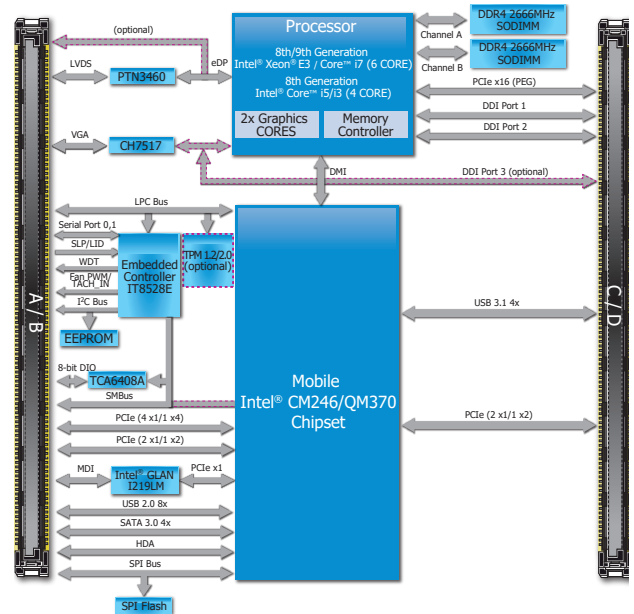 (optional)
Processor
DDR4 2666MHz
SODIMM
Channel A
DDR4 2666MHz
SODIMM
Channel B
8th/9th Generation
Intel® Xeon® E3 / Core™ i7 (6 CORE)
8th Generation
Intel® Core™ i5/i3 (4 CORE)
LVDS
PTN3460
eDP
PCIe x16 (PEG)
DDI Port 1
2x Graphics
CORES
Memory
Controller
DDI Port 2
VGA
CH7517
DMI
DDI Port 3 (optional)
LPC Bus
Serial Port 0,1
SLP/LID
WDT
Fan PWM/
TACH_IN
I²C Bus
Embedded
Controller
IT8528E
TPM 1.2/2.0
(optional)
EEPROM
A / B
C / D
USB 3.1 4x
8-bit DIO
TCA6408A
SMBus
Mobile
Intel® CM246/QM370
Chipset
PCIe (4 x1/1 x4)
PCIe (2 x1/1 x2)
PCIe (2 x1/1 x2)
MDI
Intel® GLAN
I219LM
PCIe x1
USB 2.0 8x
SATA 3.0 4x
HDA
SPI Bus
SPI Flash